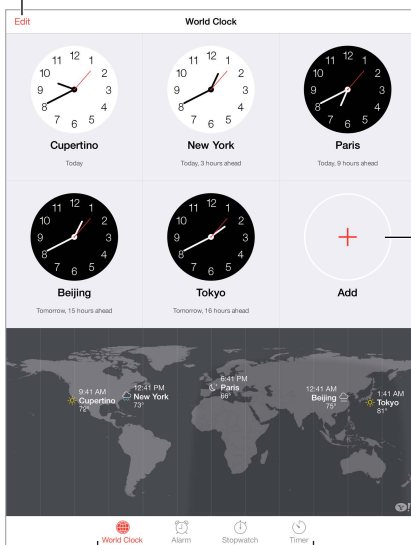 Edit
World Clock
11 12 1
10 2
9 3
8 4
7 6 5
Cupertino
Today
11 12 1
10 2
9 3
8 4
7 6 5
New York
Today, 3 hours ahead
11 12 1
10 2
9 3
8 4
7 6 5
Paris
Today, 9 hours ahead
11 12 1
10 2
9 3
8 4
7 6 5
Beijing
Tomorrow, 15 hours ahead
11 12 1
10 2
9 3
8 4
7 6 5
Tokyo
Tomorrow, 16 hours ahead
+
Add
9:41 AM
Cupertino
72°
12:41 PM
New York
73°
6:41 PM
Paris
66°
12:41 AM
Beijing
75°
1:41 AM
Tokyo
81°
Y!
World Clock
Alarm
Stopwatch
Timer